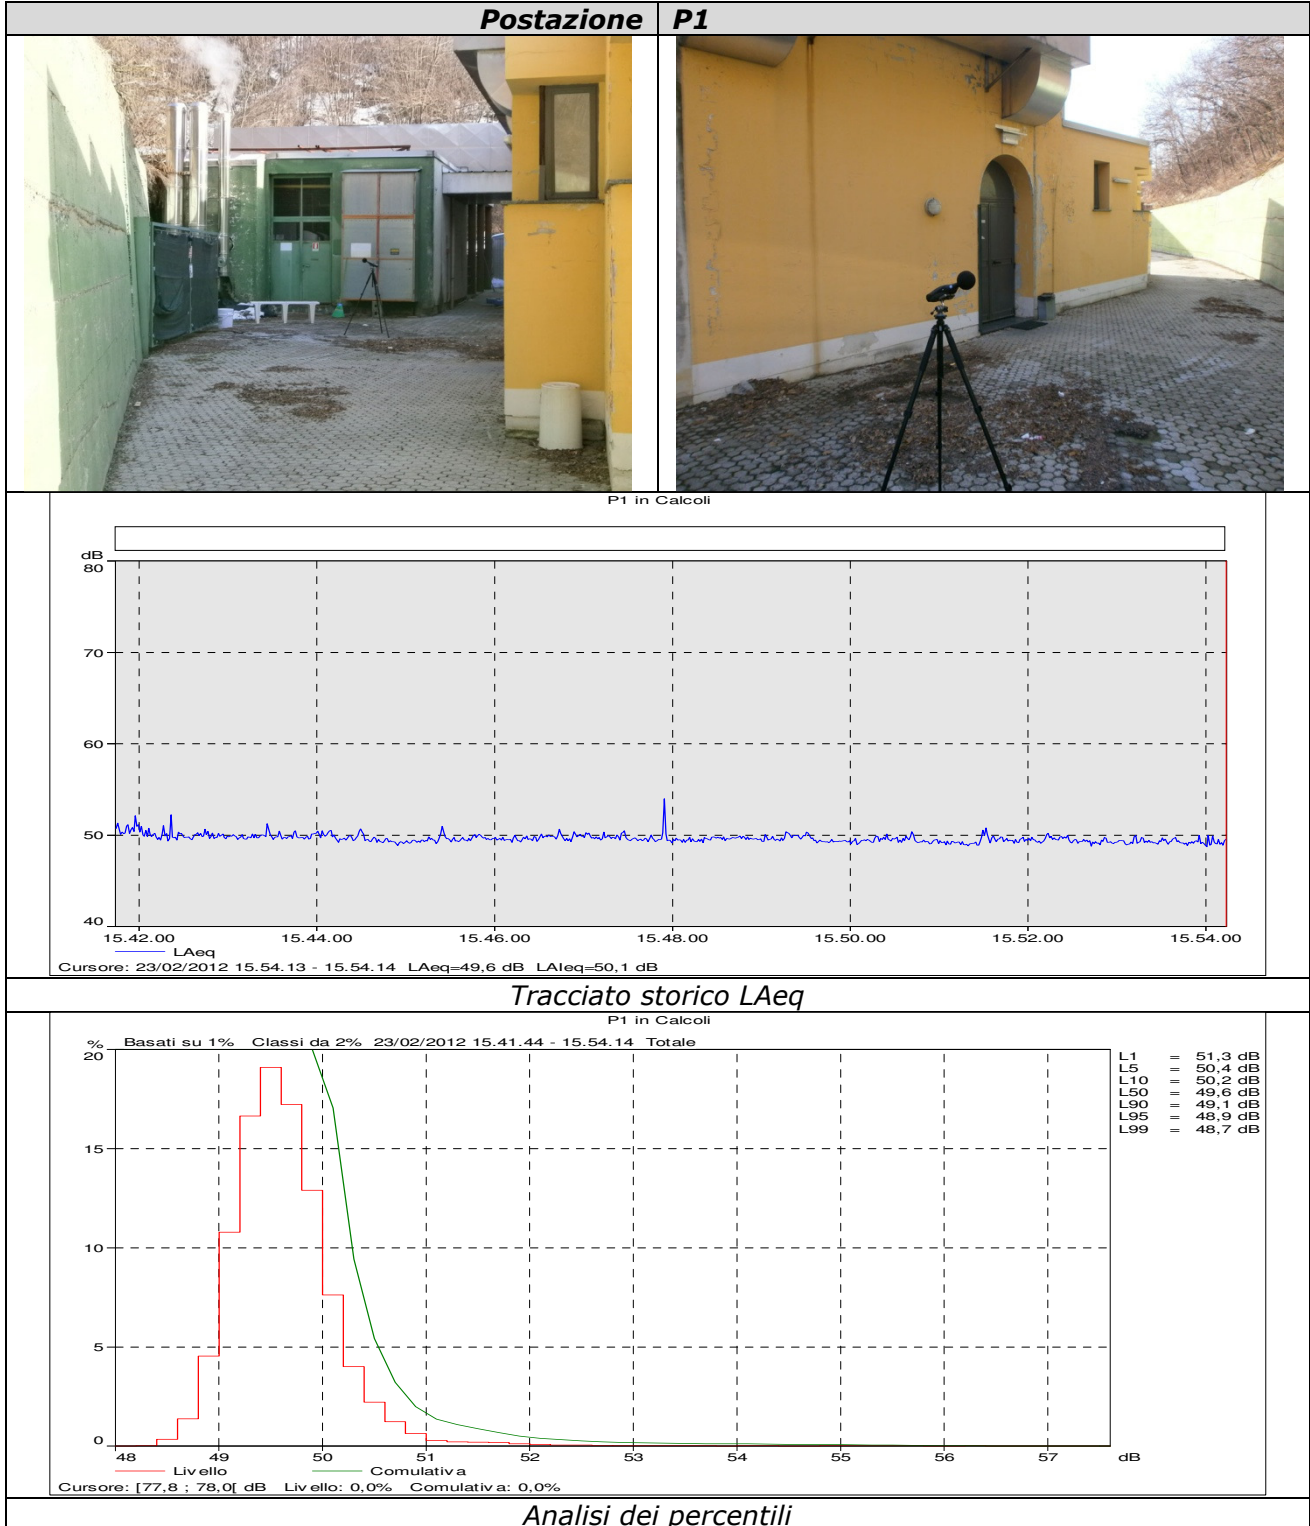 Postazione P1
P1 in Calcoli
dB
80
70
60
50
40
15.42.00 15.44.00 15.46.00 15.48.00 15.50.00 15.52.00 15.54.00
LAeq
Cursore: 23/02/2012 15.54.13 - 15.54.14 LAeq=49,6 dB LAIeq=50,1 dB
Tracciato storico LAeq
P1 in Calcoli
% Basati su 1% Classi da 2% 23/02/2012 15.41.44 - 15.54.14 Totale
20
15
10
5
0
L1 = 51,3 dB
L5 = 50,4 dB
L10 = 50,2 dB
L50 = 49,6 dB
L90 = 49,1 dB
L95 = 48,9 dB
L99 = 48,7 dB
48 49 50 51 52 53 54 55 56 57 dB
Livello Comulativa
Cursore: [77,8 ; 78,0[ dB Livello: 0,0% Comulativa: 0,0%
Analisi dei percentili